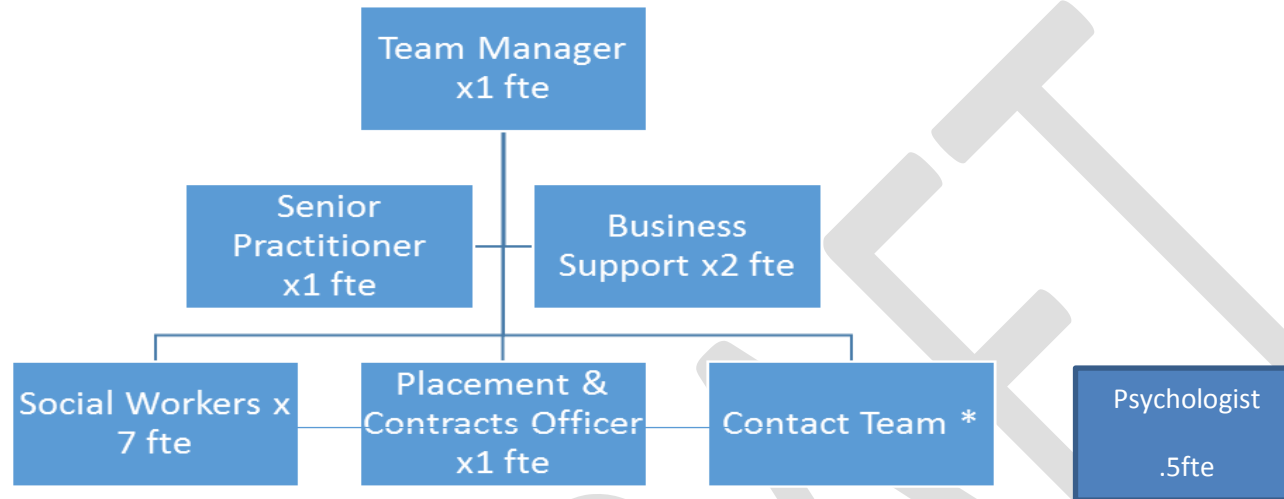 Team Manager
x1 fte
Senior
Practitioner
x1 fte
Business
Support x2 fte
Social Workers x
7 fte
Placement &
Contracts Officer
x1 fte
Contact Team *
Psychologist
.5fte